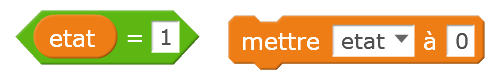 etat = 1 mettre etat à 0